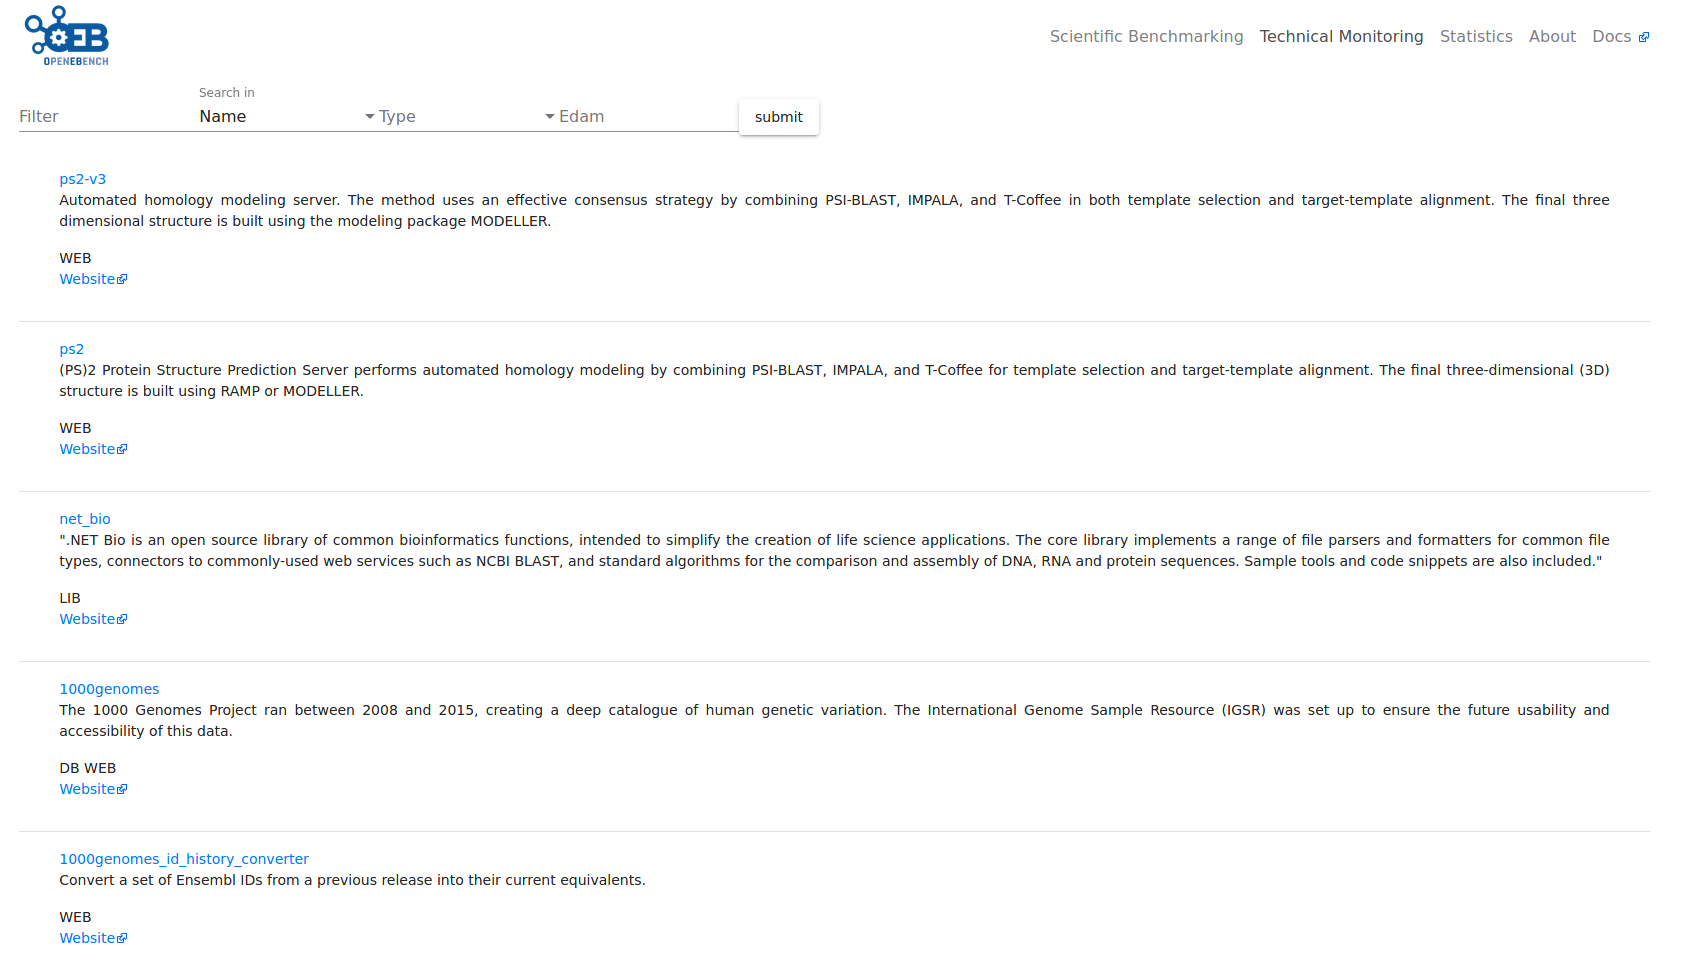 OEB
OPENEBENCH
Scientific Benchmarking Technical Monitoring Statistics About Docs
Search in
Filter Name Type Edam submit
ps2-v3
Automated homology modeling server. The method uses an effective consensus strategy by combining PSI-BLAST, IMPALA, and T-Coffee in both template selection and target-template alignment. The final three
dimensional structure is built using the modeling package MODELLER.
WEB
Website
ps2
(PS)2 Protein Structure Prediction Server performs automated homology modeling by combining PSI-BLAST, IMPALA, and T-Coffee for template selection and target-template alignment. The final three-dimensional (3D)
structure is built using RAMP or MODELLER.
WEB
Website
net_bio
".NET Bio is an open source library of common bioinformatics functions, intended to simplify the creation of life science applications. The core library implements a range of file parsers and formatters for common file
types, connectors to commonly-used web services such as NCBI BLAST, and standard algorithms for the comparison and assembly of DNA, RNA and protein sequences. Sample tools and code snippets are also included."
LIB
Website
1000genomes
The 1000 Genomes Project ran between 2008 and 2015, creating a deep catalogue of human genetic variation. The International Genome Sample Resource (IGSR) was set up to ensure the future usability and
accessibility of this data.
DB WEB
Website
1000genomes_id_history_converter
Convert a set of Ensembl IDs from a previous release into their current equivalents.
WEB
Website